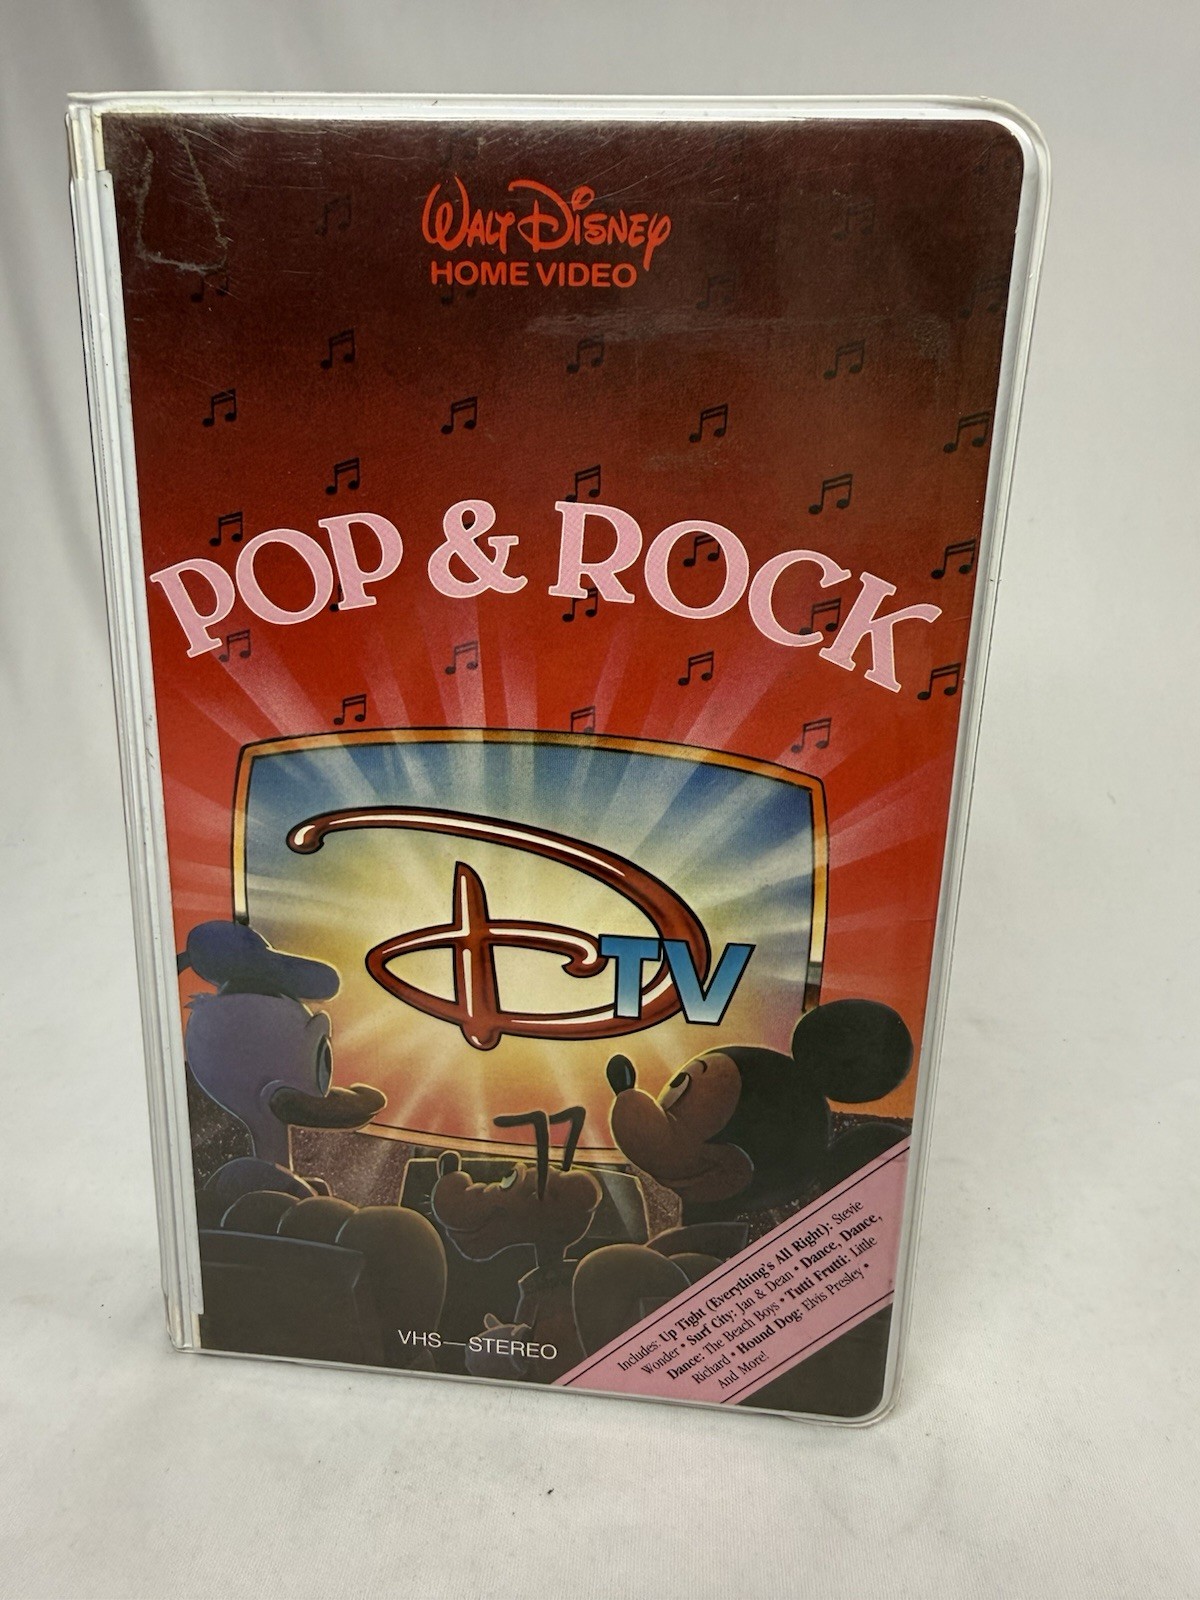 WALT DISNEY
HOME VIDEO
POP & ROCK
DTV
VHS—STEREO
Includes: Up Tight (Everything's All Right): Stevie
Wonder • Surf City: Jan & Dean • Dance, Dance,
Dance: The Beach Boys • Tutti Frutti: Little
Richard • Hound Dog: Elvis Presley •
And More!